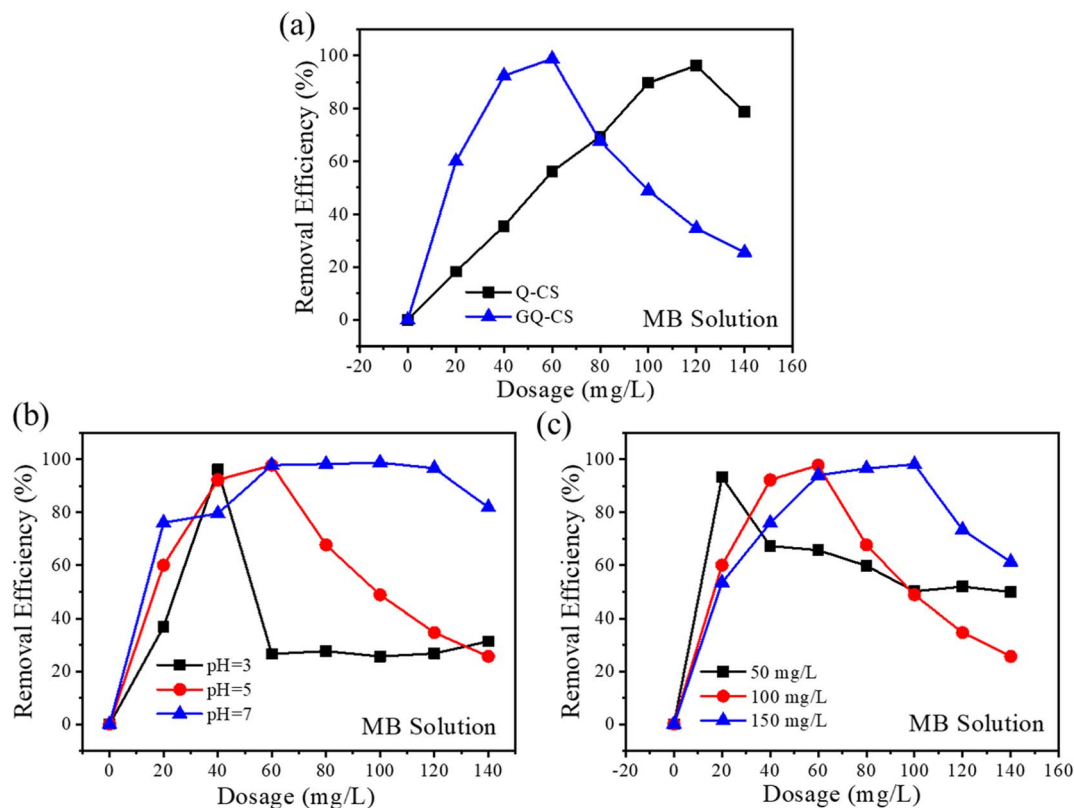 (a)
Removal Efficiency (%)
100
80
60
40
20
0
Q-CS
GQ-CS
MB Solution
-20 0 20 40 60 80 100 120 140 160
Dosage (mg/L)
(b)
Removal Efficiency (%)
100
80
60
40
20
0
pH=3
pH=5
pH=7
MB Solution
0 20 40 60 80 100 120 140
Dosage (mg/L)
(c)
Removal Efficiency (%)
100
80
60
40
20
0
50 mg/L
100 mg/L
150 mg/L
MB Solution
-20 0 20 40 60 80 100 120 140 160
Dosage (mg/L)